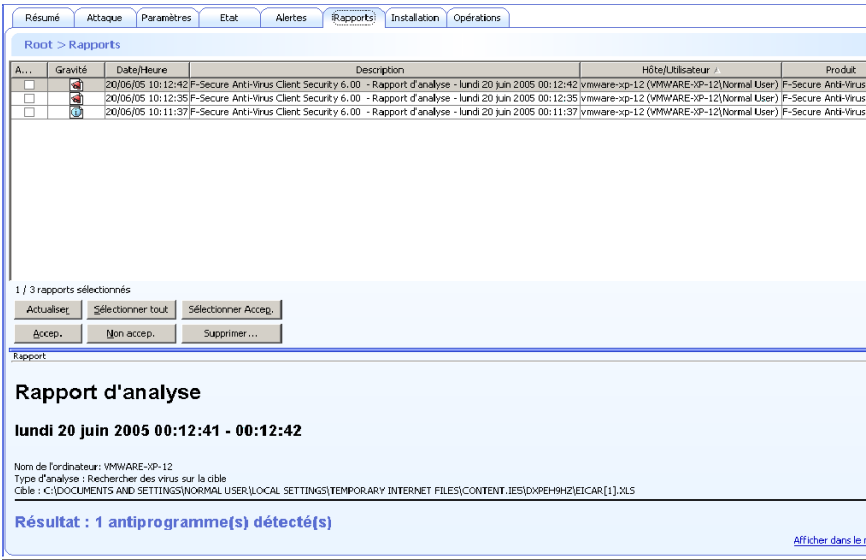 Résumé Attaque Paramètres Etat Alertes Rapports Installation Opérations
Root > Rapports
A... Gravité Date/Heure Description Hôte/Utilisateur Produit
20/06/05 10:12:42 F-Secure Anti-Virus Client Security 6.00 - Rapport d'analyse - lundi 20 juin 2005 00:12:42 vmware-xp-12 (VMWARE-XP-12\Normal User) F-Secure Anti-Virus
20/06/05 10:12:35 F-Secure Anti-Virus Client Security 6.00 - Rapport d'analyse - lundi 20 juin 2005 00:12:35 vmware-xp-12 (VMWARE-XP-12\Normal User) F-Secure Anti-Virus
20/06/05 10:11:37 F-Secure Anti-Virus Client Security 6.00 - Rapport d'analyse - lundi 20 juin 2005 00:11:37 vmware-xp-12 (VMWARE-XP-12\Normal User) F-Secure Anti-Virus
1 / 3 rapports sélectionnés
Actualiser Sélectionner tout Sélectionner Accep.
Accep. Non accep. Supprimer...
Rapport
Rapport d'analyse
lundi 20 juin 2005 00:12:41 - 00:12:42
Nom de l'ordinateur: VMWARE-XP-12
Type d'analyse : Rechercher des virus sur la cible
Cible : C:\DOCUMENTS AND SETTINGS\NORMAL USER\LOCAL SETTINGS\TEMPORARY INTERNET FILES\CONTENT.IE5\DXPEH9HZ\EICAR[1].XLS
Résultat : 1 antiprogramme(s) détecté(s)
Afficher dans le